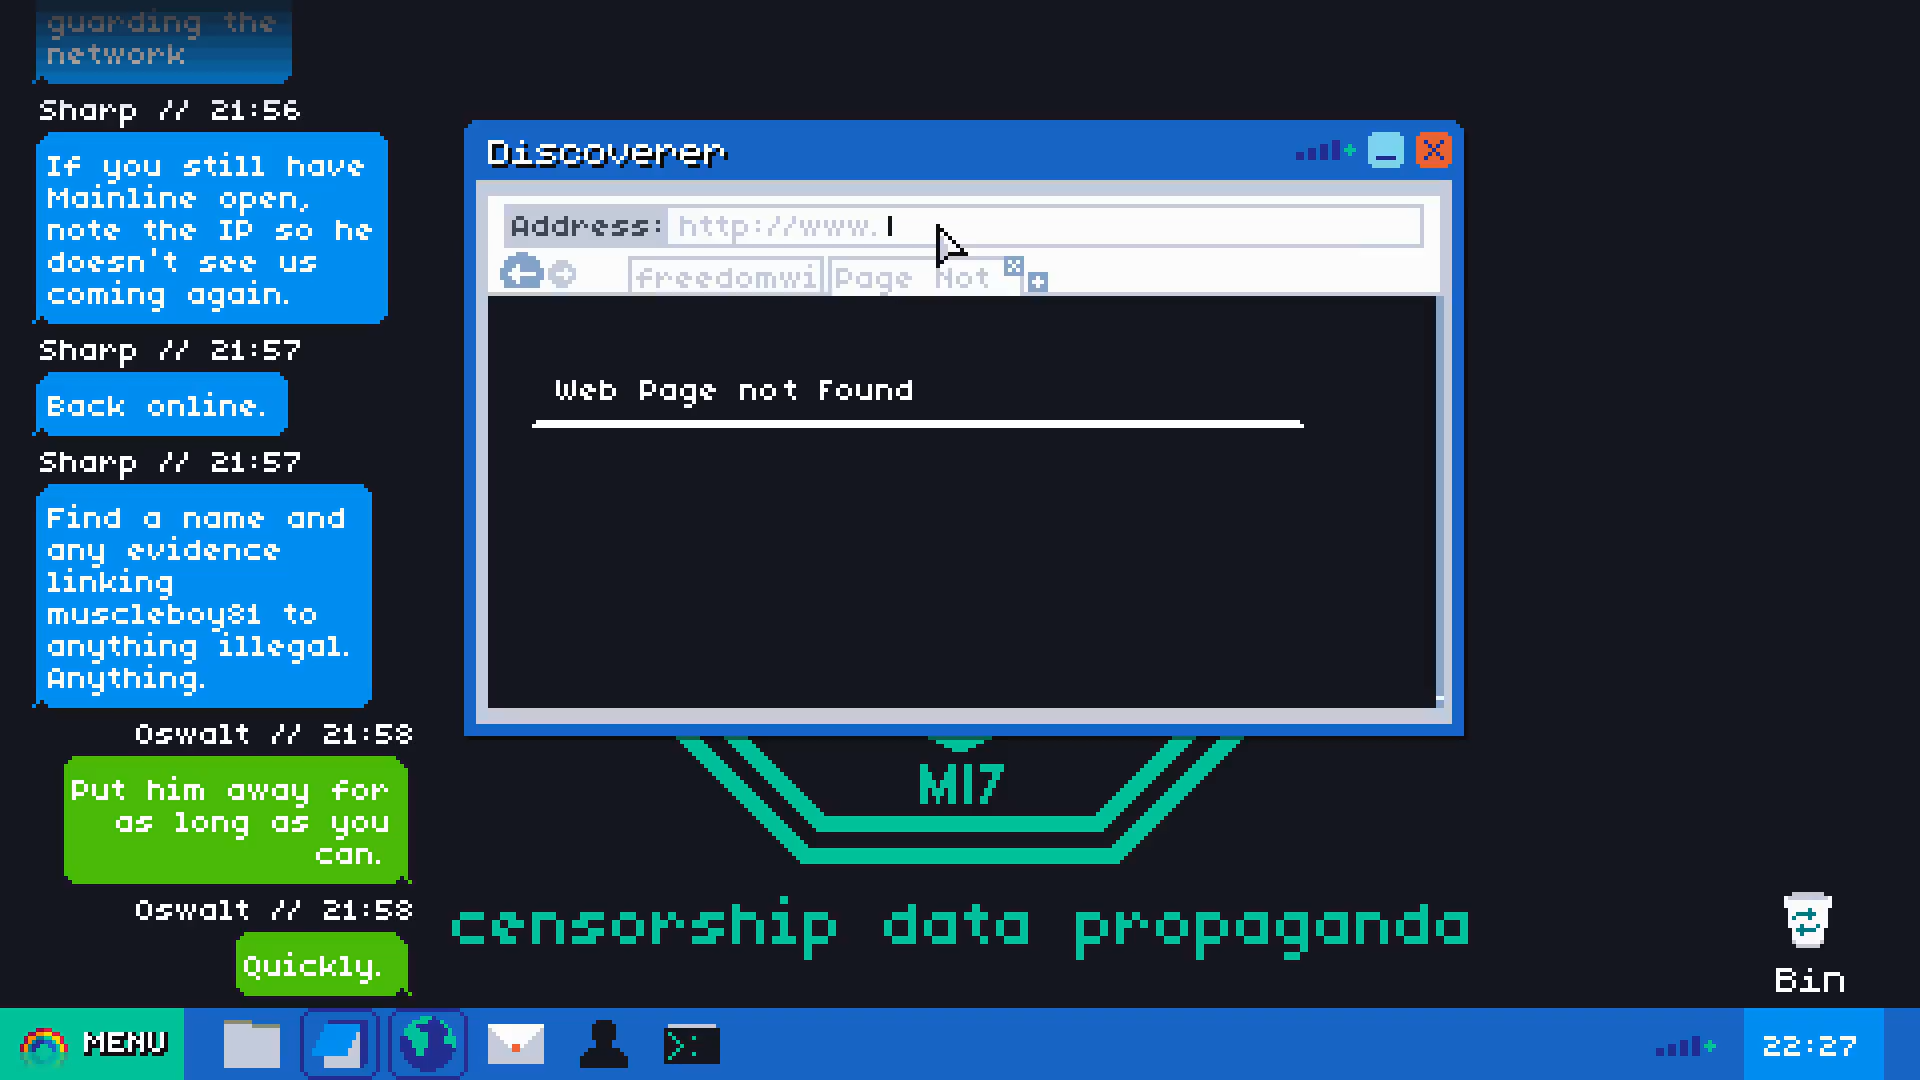 guarding the
network
Sharp // 21:56
If you still have
Mainline open,
note the IP so he
doesn't see us
coming again.
Sharp // 21:57
Back online.
Sharp // 21:57
Find a name and
any evidence
linking
muscleboy81 to
anything illegal.
Anything.
Oswalt // 21:58
Put him away for
as long as you
can.
Oswalt // 21:58
Quickly.
Discoverer
Address: http://www.
freedomwi
Page Not
Web Page not Found
MI7
censorship data propaganda
Bin
MENU
22:27